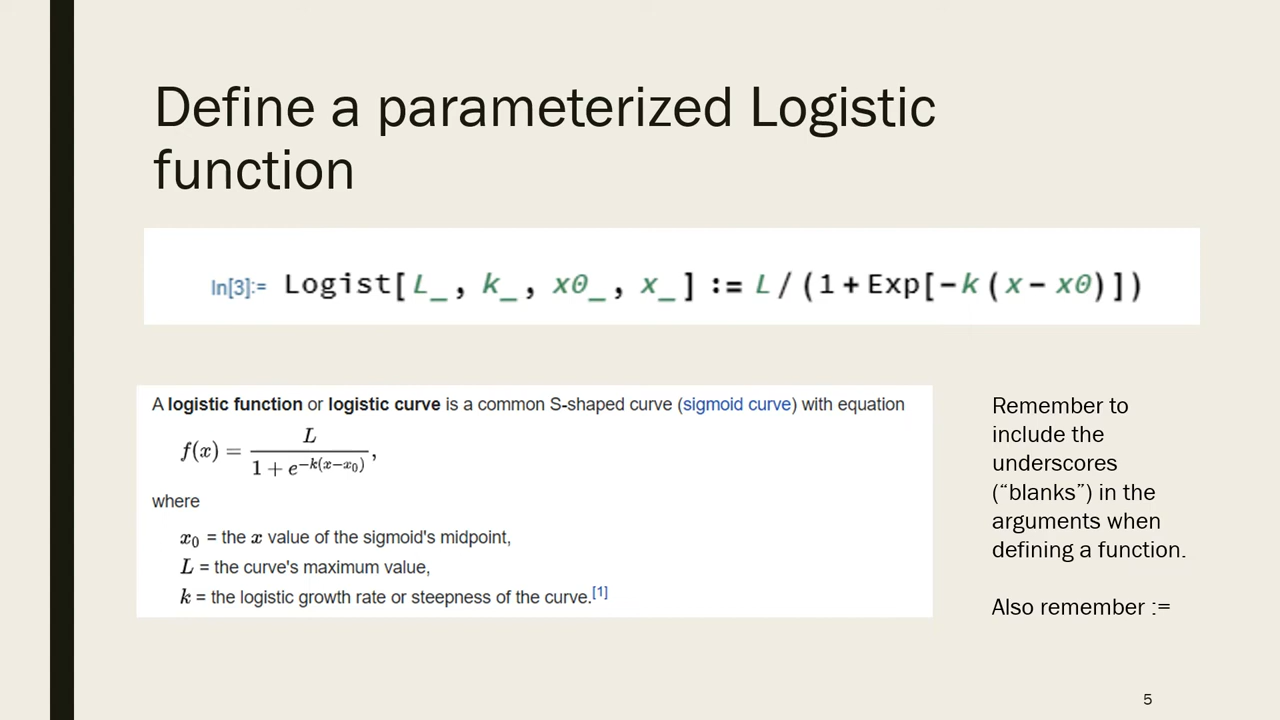 Define a parameterized Logistic
function
In[3]:= Logist[L_, k_, x0_, x_] := L/(1+Exp[-k(x-x0)])
A logistic function or logistic curve is a common S-shaped curve (sigmoid curve) with equation
f(x) = L / (1 + e^{-k(x-x_0)}),
where
x_0 = the x value of the sigmoid's midpoint,
L = the curve's maximum value,
k = the logistic growth rate or steepness of the curve.[1]
Remember to
include the
underscores
(“blanks”) in the
arguments when
defining a function.
Also remember :=
5